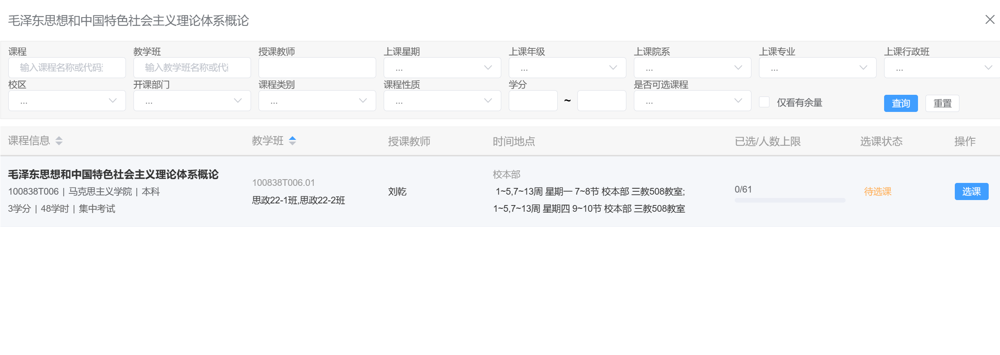 毛泽东思想和中国特色社会主义理论体系概论
课程 教学班 授课教师 上课星期 上课年级 上课院系 上课专业 上课行政班
输入课程名称或代码 输入教学班名称或代 ... ... ... ... ...
校区 开课部门 课程类别 课程性质 学分 是否可选课程
... ... ... ... ~ ... 仅看有余量 查询 重置
课程信息 教学班 授课教师 时间地点 已选/人数上限 选课状态 操作
毛泽东思想和中国特色社会主义理论体系概论
100838T006 | 马克思主义学院 | 本科
3学分 | 48学时 | 集中考试
100838T006.01
思政22-1班,思政22-2班
刘乾
校本部
1~5,7~13周 星期一 7~8节 校本部 三教508教室;
1~5,7~13周 星期四 9~10节 校本部 三教508教室
0/61
待选课
选课